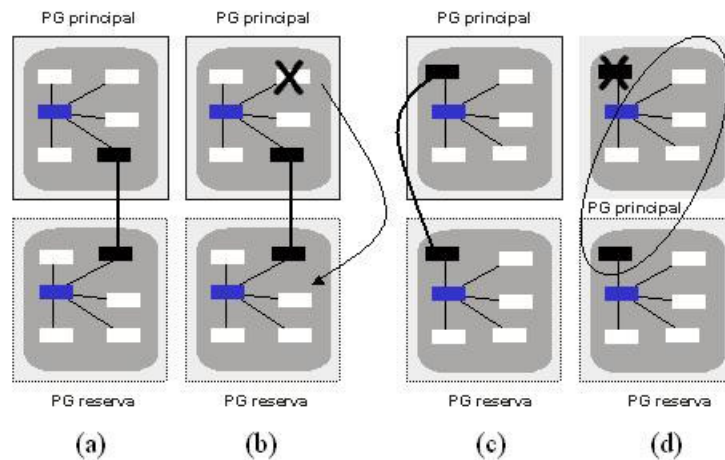 PG principal
PG principal
PG principal
PG principal
PG reserva
PG reserva
PG reserva
PG reserva
(a)
(b)
(c)
(d)